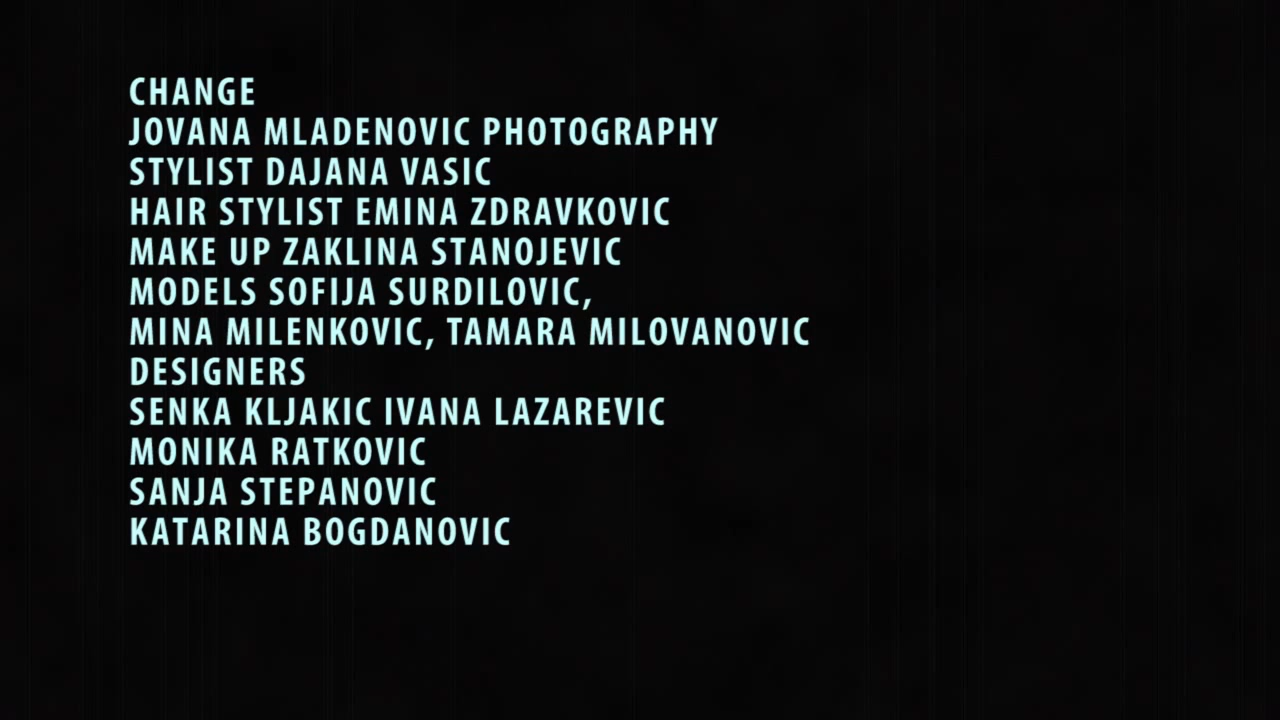 CHANGE
JOVANA MLADENOVIC PHOTOGRAPHY
STYLIST DAJANA VASIC
HAIR STYLIST EMINA ZDRAVKOVIC
MAKE UP ZAKLINA STANOJEVIC
MODELS SOFIJA SURDILOVIC,
MINA MILENKOVIC, TAMARA MILOVANOVIC
DESIGNERS
SENKA KLJAKIC IVANA LAZAREVIC
MONIKA RATKOVIC
SANJA STEPANOVIC
KATARINA BOGDANOVIC